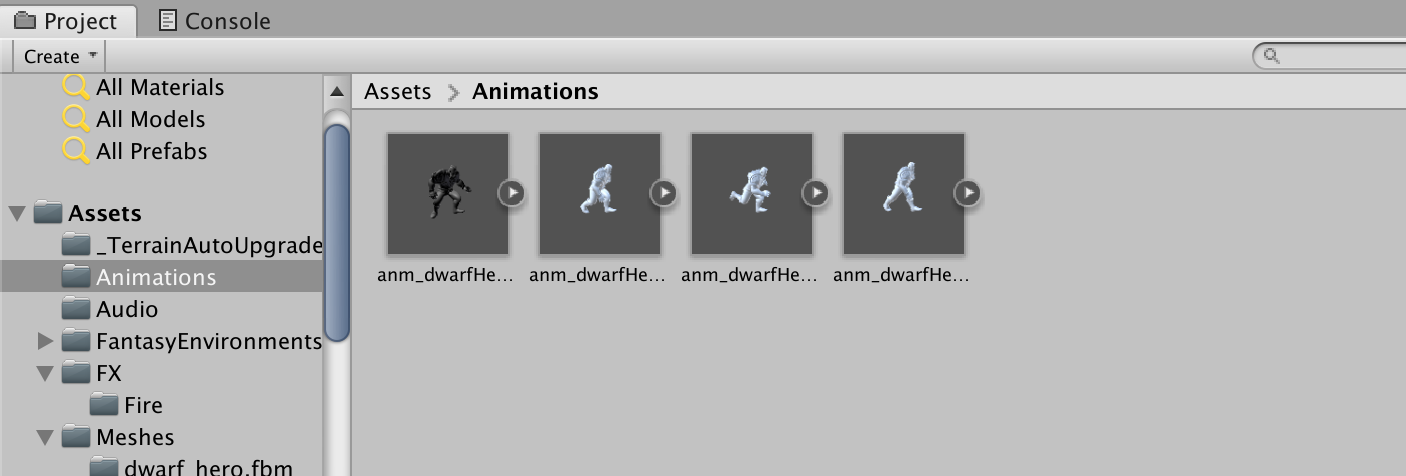 Project Console
Create
All Materials
All Models
All Prefabs
Assets
_TerrainAutoUpgrade
Animations
Audio
FantasyEnvironments
FX
Fire
Meshes
dwarf_hero.fbm
Assets Animations
anm_dwarfHe... anm_dwarfHe... anm_dwarfHe... anm_dwarfHe...